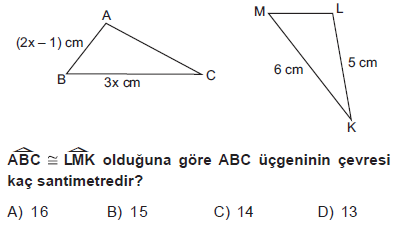 A
(2x – 1) cm
B
3x cm
C
M
L
6 cm
5 cm
K
ABC ≅ LMK olduğuna göre ABC üçgeninin çevresi
kaç santimetredir?
A) 16 B) 15 C) 14 D) 13